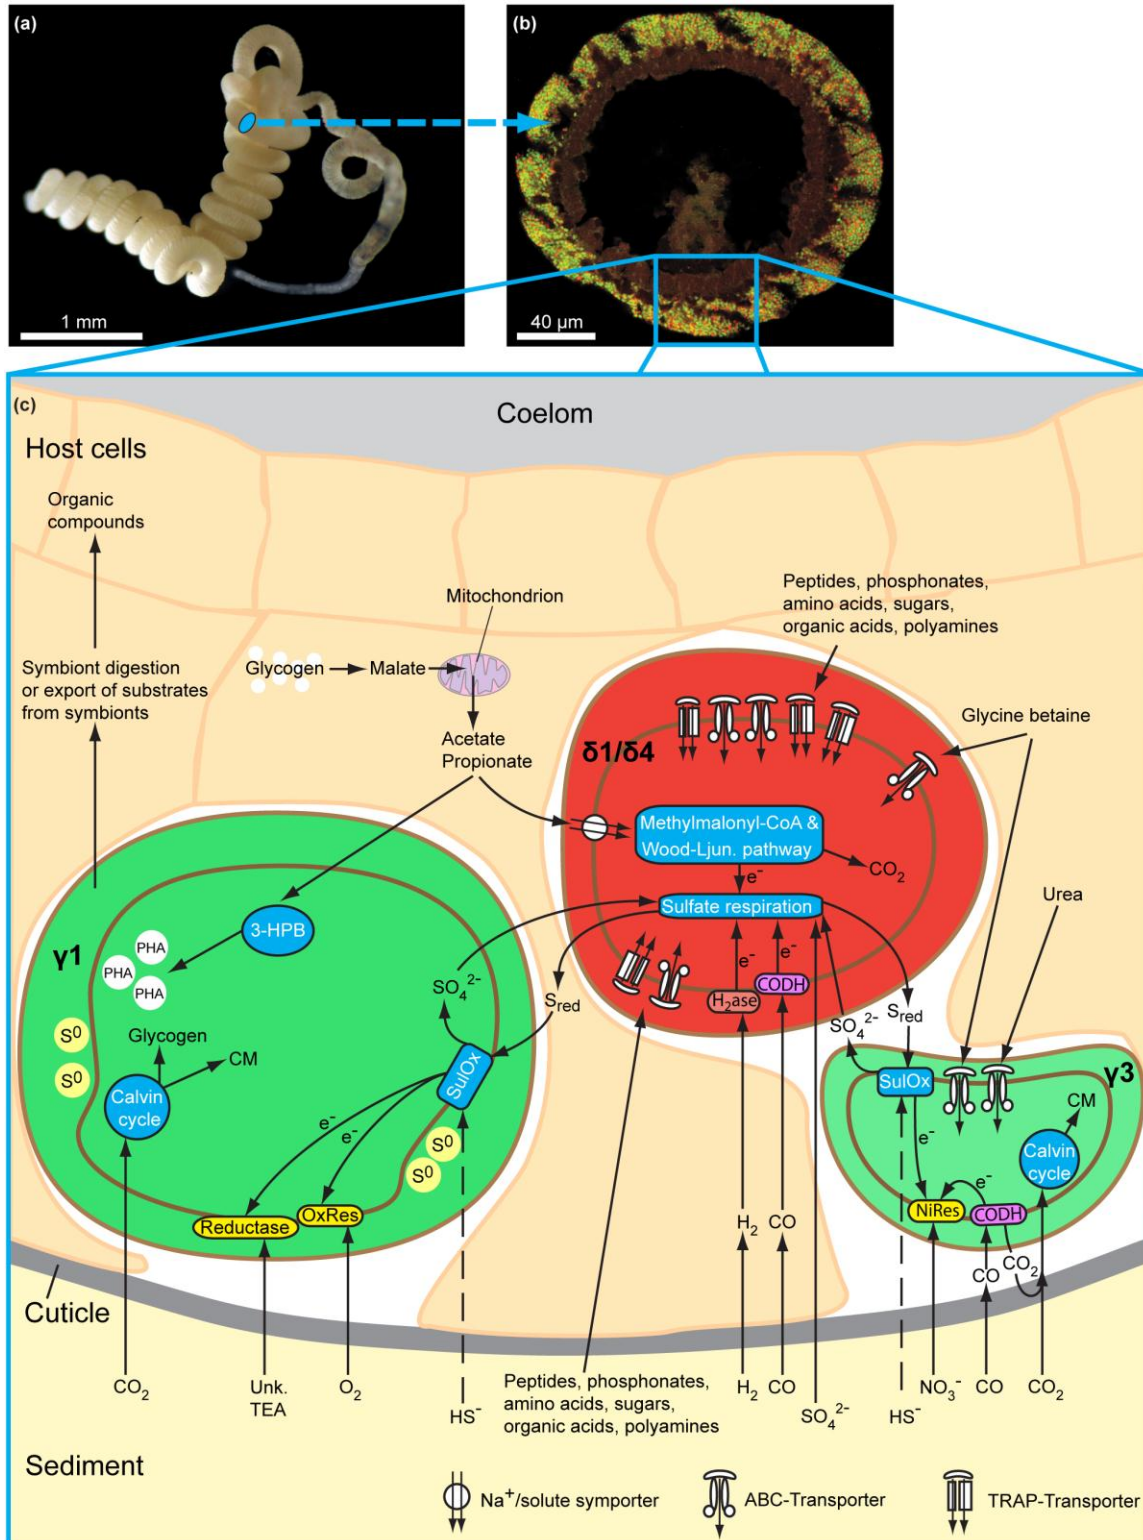 (a)
1 mm
(b)
40 µm
(c)
Coelom
Host cells
Organic
compounds
Symbiont digestion
or export of substrates
from symbionts
Mitochondrion
Glycogen
Malate
Acetate
Propionate
Peptides, phosphonates,
amino acids, sugars,
organic acids, polyamines
Glycine betaine
Urea
δ1/δ4
Methylmalonyl-CoA &
Wood-Ljun. pathway
CO₂
e⁻
Sulfate respiration
e⁻
e⁻
H₂ase
CODH
γ1
3-HPB
PHA
PHA
PHA
S⁰
S⁰
Glycogen
CM
Calvin
cycle
SO₄²⁻
Sred
SulOx
e⁻
e⁻
S⁰
S⁰
Reductase
OxRes
SO₄²⁻
Sred
SulOx
γ3
CM
Calvin
cycle
e⁻
e⁻
NiRes
CODH
H₂
CO
CO
CO₂
Cuticle
CO₂
Unk.
TEA
O₂
HS⁻
Peptides, phosphonates,
amino acids, sugars,
organic acids, polyamines
H₂
CO
SO₄²⁻
HS⁻
NO₃⁻
CO
CO₂
Sediment
Na⁺/solute symporter
ABC-Transporter
TRAP-Transporter